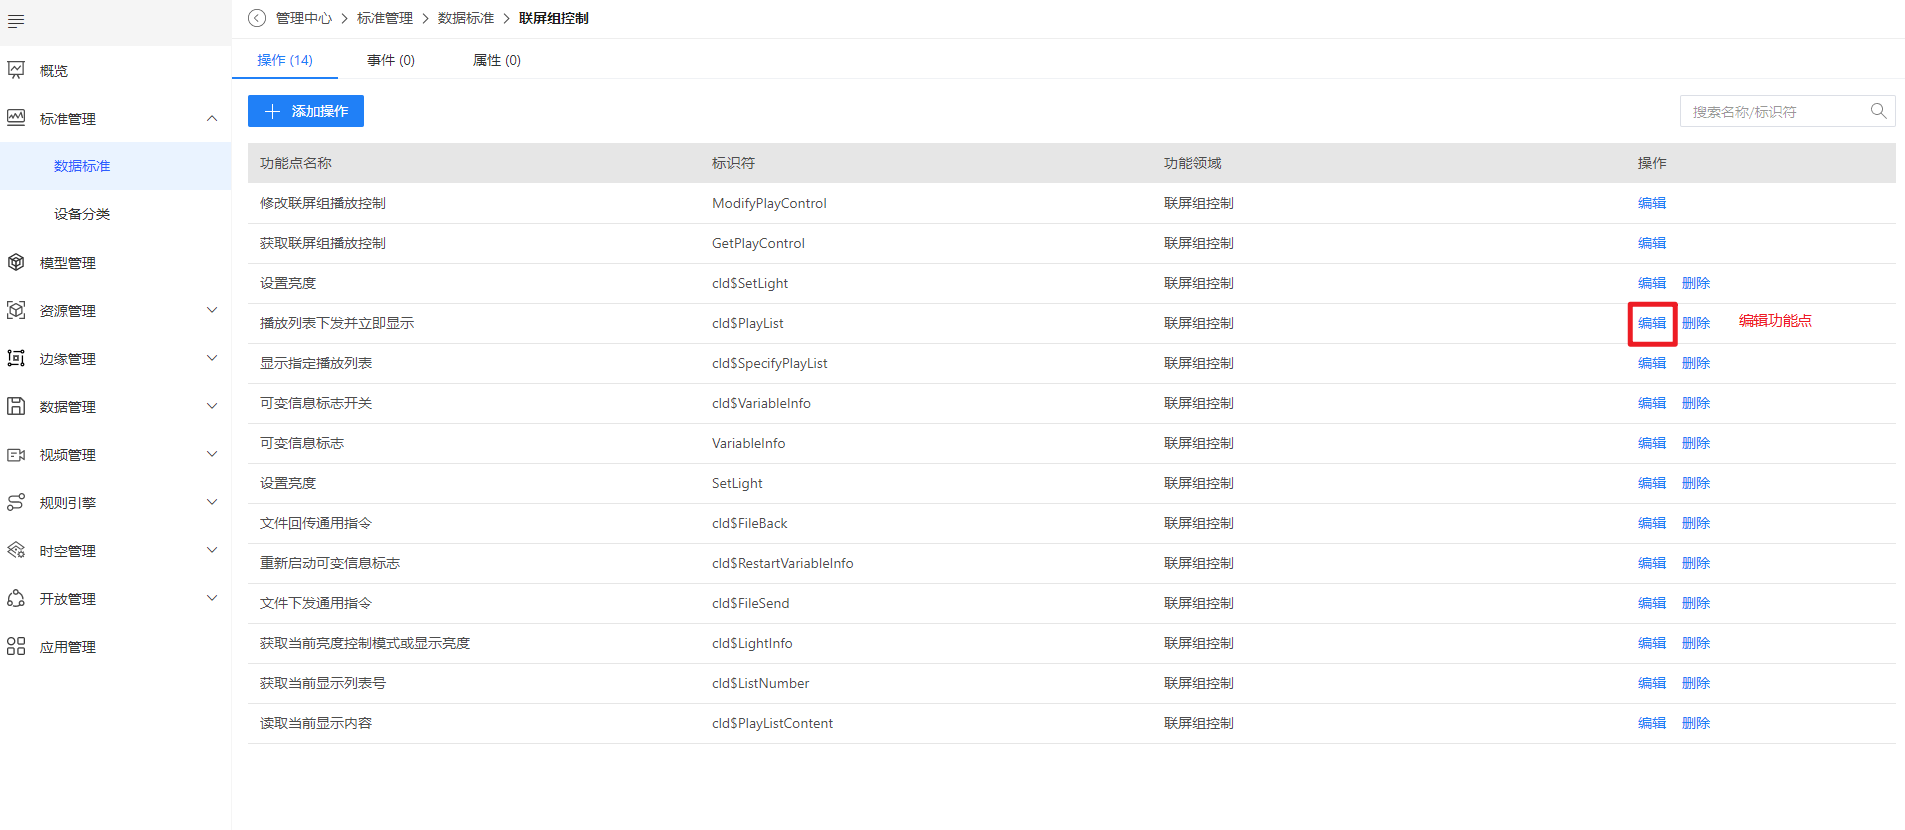 管理中心 > 标准管理 > 数据标准 > 联屏组控制
概览
标准管理
数据标准
设备分类
模型管理
资源管理
边缘管理
数据管理
视频管理
规则引擎
时空管理
开放管理
应用管理
操作 (14) 事件 (0) 属性 (0)
添加操作 搜索名称/标识符
功能点名称 标识符 功能领域 操作
修改联屏组播放控制 ModifyPlayControl 联屏组控制 编辑
获取联屏组播放控制 GetPlayControl 联屏组控制 编辑
设置亮度 cld$SetLight 联屏组控制 编辑 删除
播放列表下发并立即显示 cld$PlayList 联屏组控制 编辑 删除 编辑功能点
显示指定播放列表 cld$SpecifyPlayList 联屏组控制 编辑 删除
可变信息标志开关 cld$VariableInfo 联屏组控制 编辑 删除
可变信息标志 VariableInfo 联屏组控制 编辑 删除
设置亮度 SetLight 联屏组控制 编辑 删除
文件回传通用指令 cld$FileBack 联屏组控制 编辑 删除
重新启动可变信息标志 cld$RestartVariableInfo 联屏组控制 编辑 删除
文件下发通用指令 cld$FileSend 联屏组控制 编辑 删除
获取当前亮度控制模式或显示亮度 cld$LightInfo 联屏组控制 编辑 删除
获取当前显示列表号 cld$ListNumber 联屏组控制 编辑 删除
读取当前显示内容 cld$PlayListContent 联屏组控制 编辑 删除